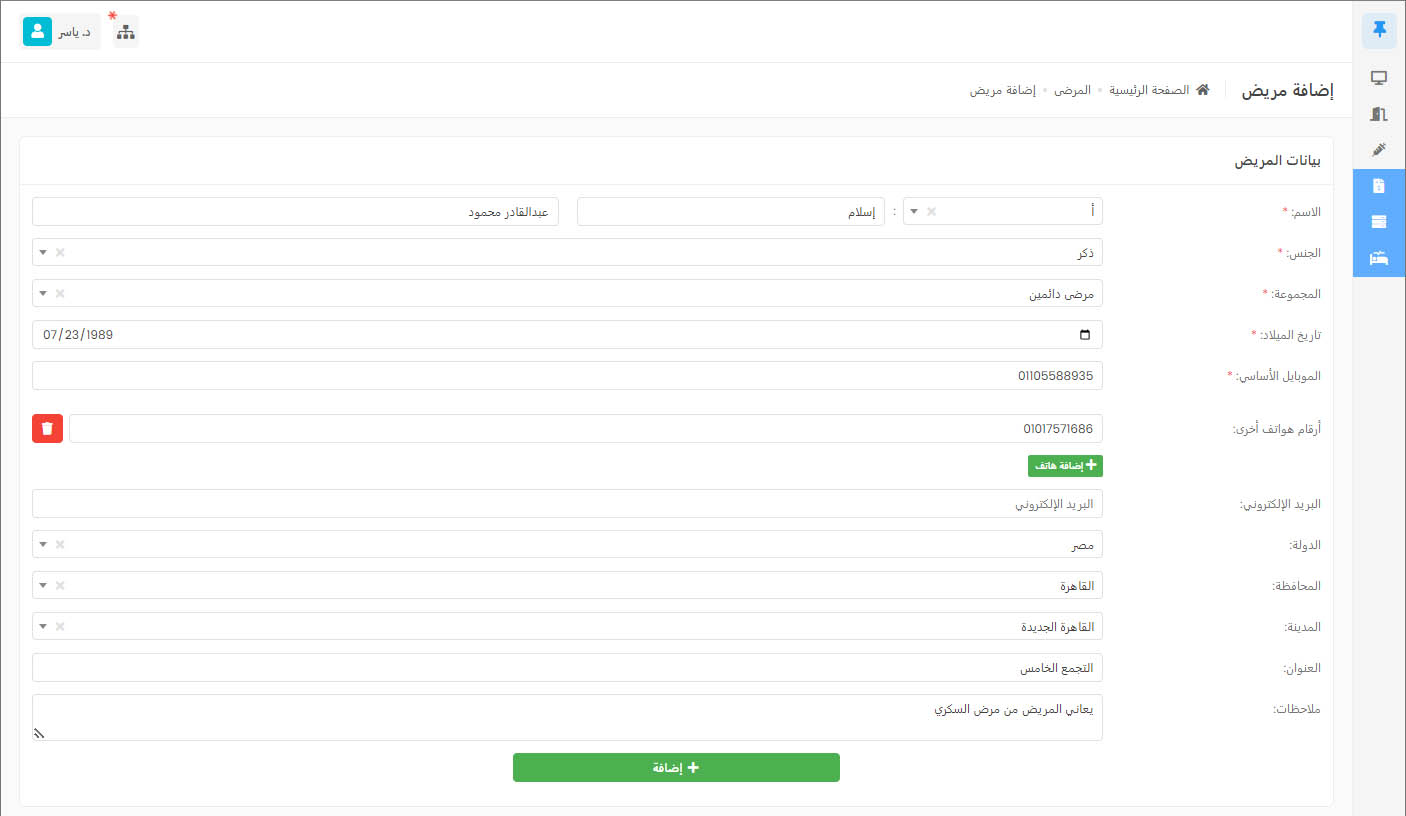 د. ياسر
إضافة مريض
الصفحة الرئيسية • المرضى • إضافة مريض
بيانات المريض
الاسم: * أ : إسلام عبدالقادر محمود
الجنس: * ذكر
المجموعة: * مرضى دائمين
تاريخ الميلاد: * 07/23/1989
الموبايل الأساسي: * 01105588935
أرقام هواتف أخرى: 01017571686
+ إضافة هاتف
البريد الإلكتروني: البريد الإلكتروني
الدولة: مصر
المحافظة: القاهرة
المدينة: القاهرة الجديدة
العنوان: التجمع الخامس
ملاحظات: يعاني المريض من مرض السكري
+ إضافة